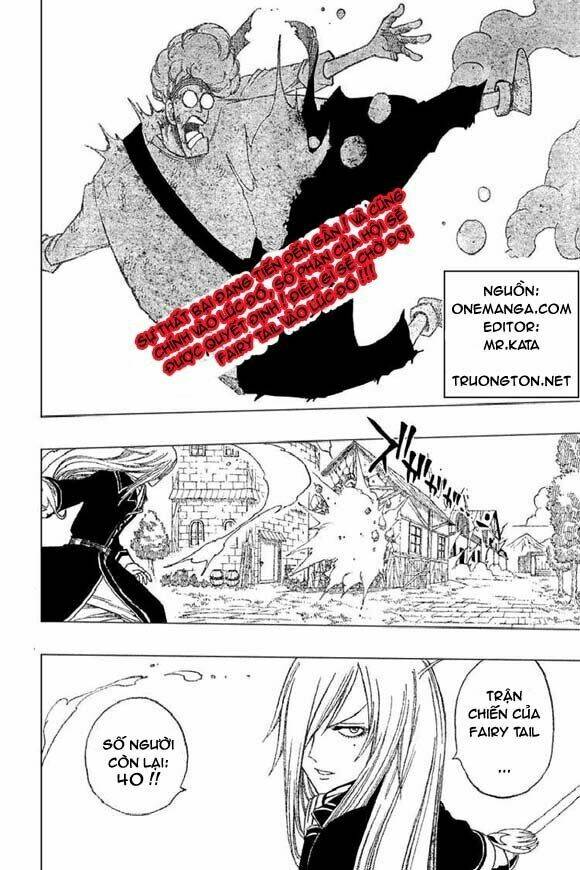 SỰ THẤT BẠI ĐANG TIẾN ĐẾN GẦN ! VÀ CŨNG
CHÍNH VÀO LÚC ĐÓ, SỐ PHẬN CỦA HỘI SẼ
ĐƯỢC QUYẾT ĐỊNH ! ĐIỀU GÌ SẼ CHỜ ĐỢI
FAIRY TAIL VÀO LÚC ĐÓ !!!
NGUỒN:
ONEMANGA.COM
EDITOR:
MR.KATA
TRUONGTON.NET
TRẬN
CHIẾN CỦA
FAIRY TAIL
...
SỐ NGƯỜI
CÒN LẠI:
40 !!